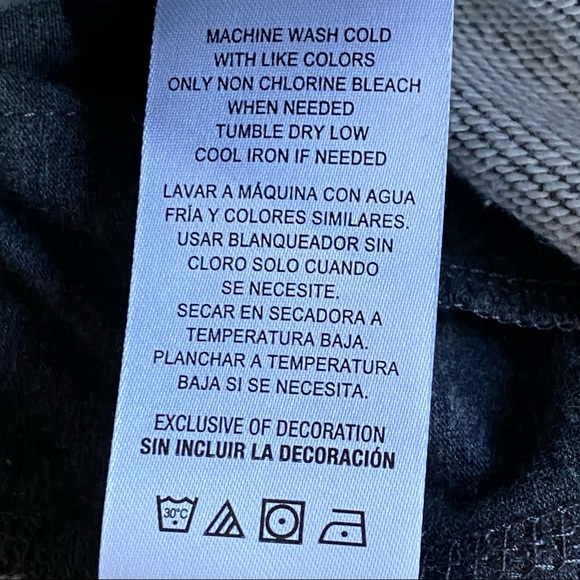 MACHINE WASH COLD
WITH LIKE COLORS
ONLY NON CHLORINE BLEACH
WHEN NEEDED
TUMBLE DRY LOW
COOL IRON IF NEEDED
LAVAR A MÁQUINA CON AGUA
FRÍA Y COLORES SIMILARES.
USAR BLANQUEADOR SIN
CLORO SOLO CUANDO
SE NECESITE.
SECAR EN SECADORA A
TEMPERATURA BAJA.
PLANCHAR A TEMPERATURA
BAJA SI SE NECESITA.
EXCLUSIVE OF DECORATION
SIN INCLUIR LA DECORACIÓN
30°C